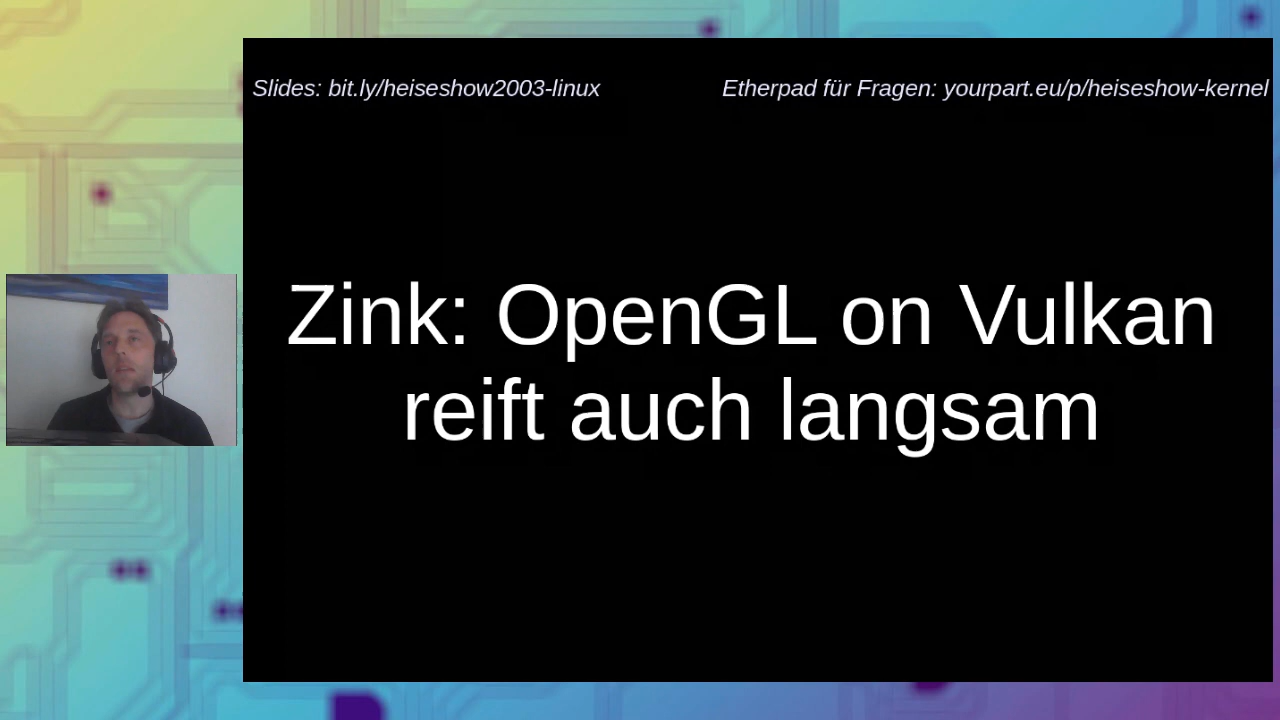 Slides: bit.ly/heiseshow2003-linux
Etherpad für Fragen: yourpart.eu/p/heiseshow-kernel
Zink: OpenGL on Vulkan
reift auch langsam